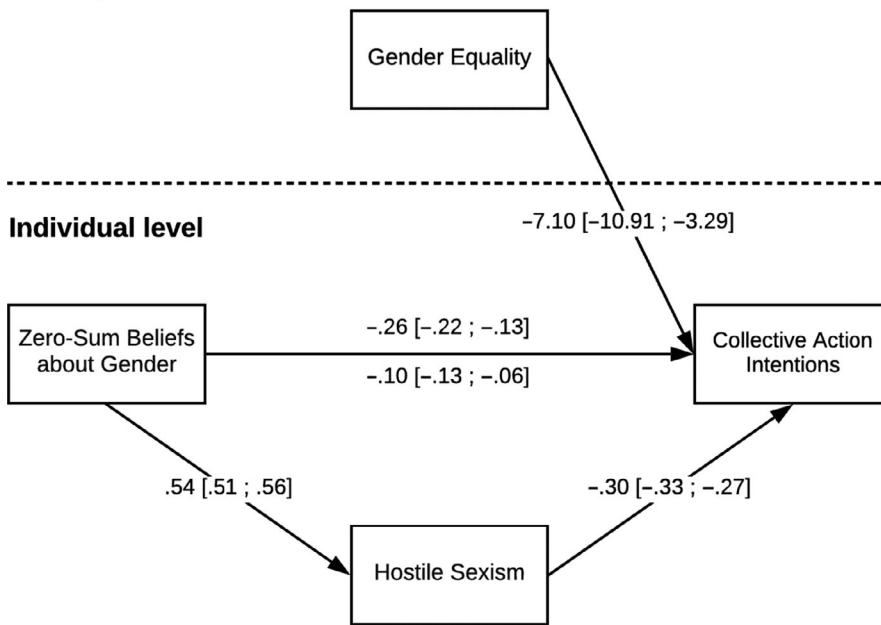 Gender Equality
−7.10 [−10.91 ; −3.29]
Individual level
Zero-Sum Beliefs
about Gender
−.26 [−.22 ; −.13]
−.10 [−.13 ; −.06]
Collective Action
Intentions
.54 [.51 ; .56]
−.30 [−.33 ; −.27]
Hostile Sexism